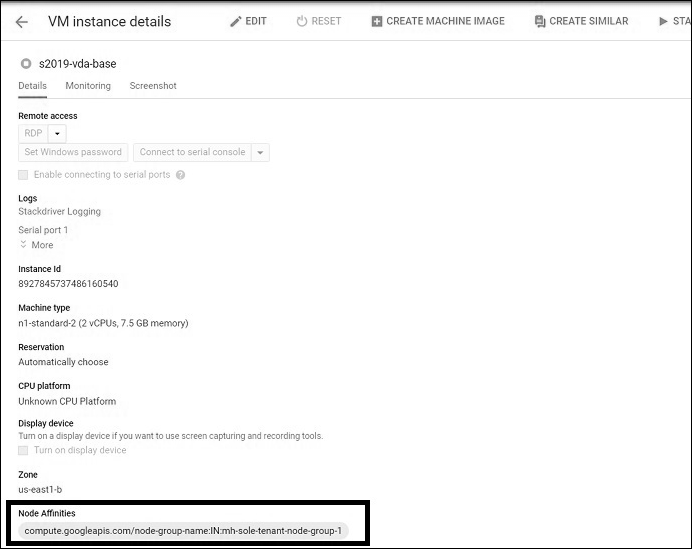 VM instance details EDIT RESET CREATE MACHINE IMAGE CREATE SIMILAR STA
s2019-vda-base
Details Monitoring Screenshot
Remote access
RDP
Set Windows password Connect to serial console
Enable connecting to serial ports ?
Logs
Stackdriver Logging
Serial port 1
More
Instance Id
8927845737486160540
Machine type
n1-standard-2 (2 vCPUs, 7.5 GB memory)
Reservation
Automatically choose
CPU platform
Unknown CPU Platform
Display device
Turn on a display device if you want to use screen capturing and recording tools.
Turn on display device
Zone
us-east1-b
Node Affinities
compute.googleapis.com/node-group-name:IN:mh-sole-tenant-node-group-1